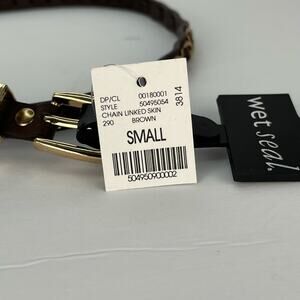 DP/CL 00180001
STYLE 50495054
CHAIN LINKED SKIN
290 BROWN
3814
SMALL
504950900002
wet seal.